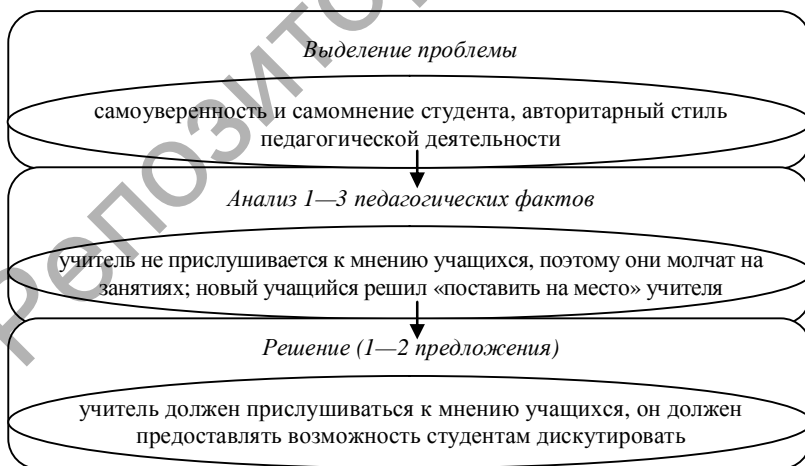 Выделение проблемы
самоуверенность и самомнение студента, авторитарный стиль
педагогической деятельности
Анализ 1—3 педагогических фактов
учитель не прислушивается к мнению учащихся, поэтому они молчат на
занятиях; новый учащийся решил «поставить на место» учителя
Решение (1—2 предложения)
учитель должен прислушиваться к мнению учащихся, он должен
предоставлять возможность студентам дискутировать